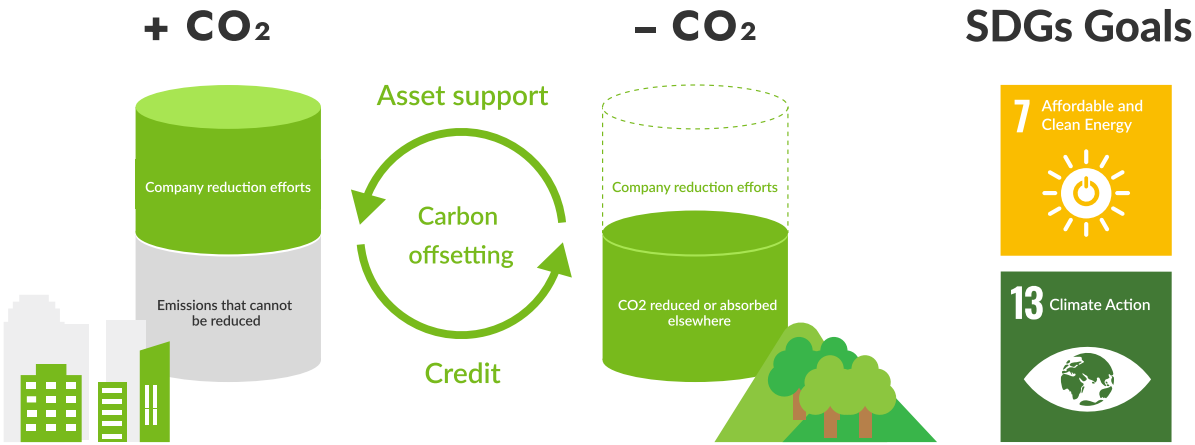 + CO₂
Company reduction efforts
Emissions that cannot
be reduced
Asset support
Carbon
offsetting
Credit
− CO₂
Company reduction efforts
CO2 reduced or absorbed
elsewhere
SDGs Goals
7 Affordable and
Clean Energy
13 Climate Action